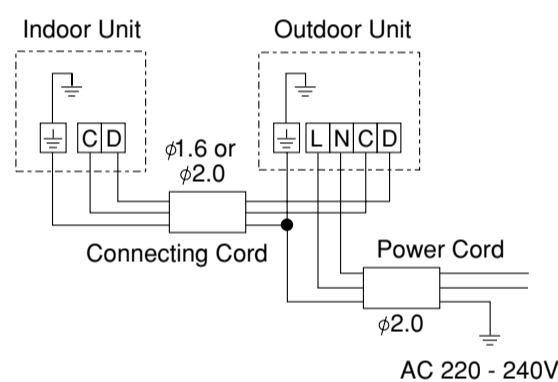 Indoor Unit
Outdoor Unit
C D
L N C D
φ1.6 or
φ2.0
Connecting Cord
Power Cord
φ2.0
AC 220 - 240V